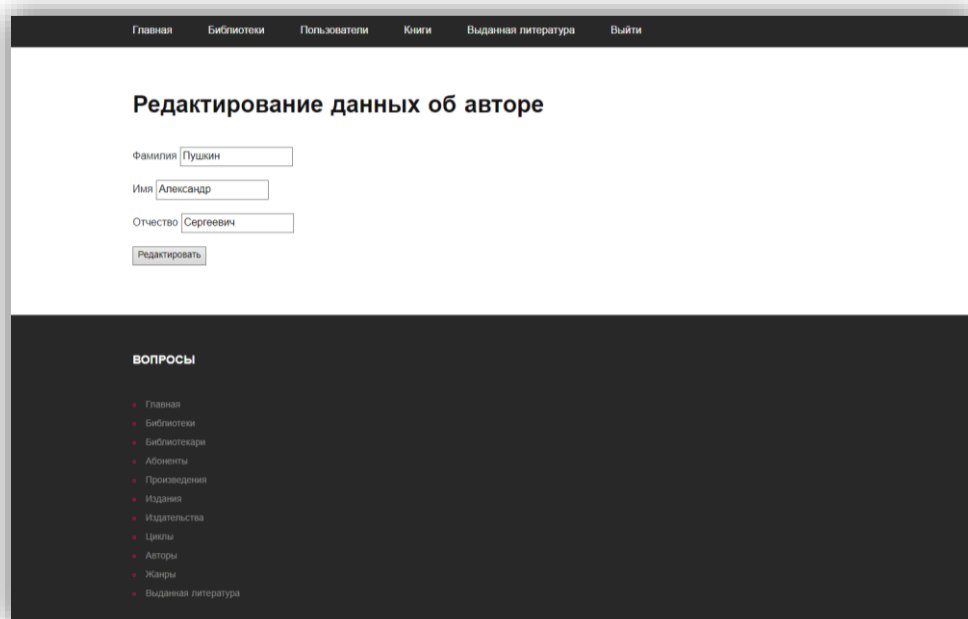 Главная Библиотеки Пользователи Книги Выданная литература Выйти
Редактирование данных об авторе
Фамилия Пушкин
Имя Александр
Отчество Сергеевич
Редактировать
ВОПРОСЫ
Главная
Библиотеки
Библиотекари
Абоненты
Произведения
Издания
Издательства
Циклы
Авторы
Жанры
Выданная литература